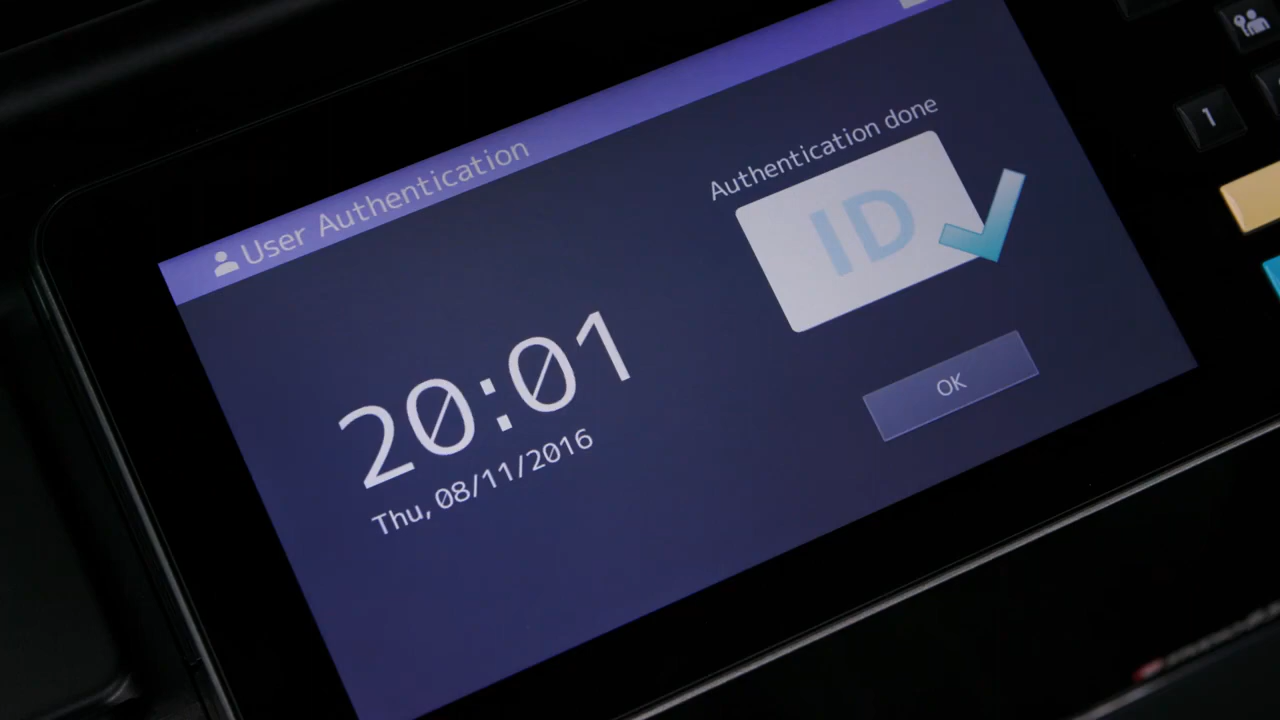 User Authentication
Authentication done
ID
20:01
Thu, 08/11/2016
OK
1